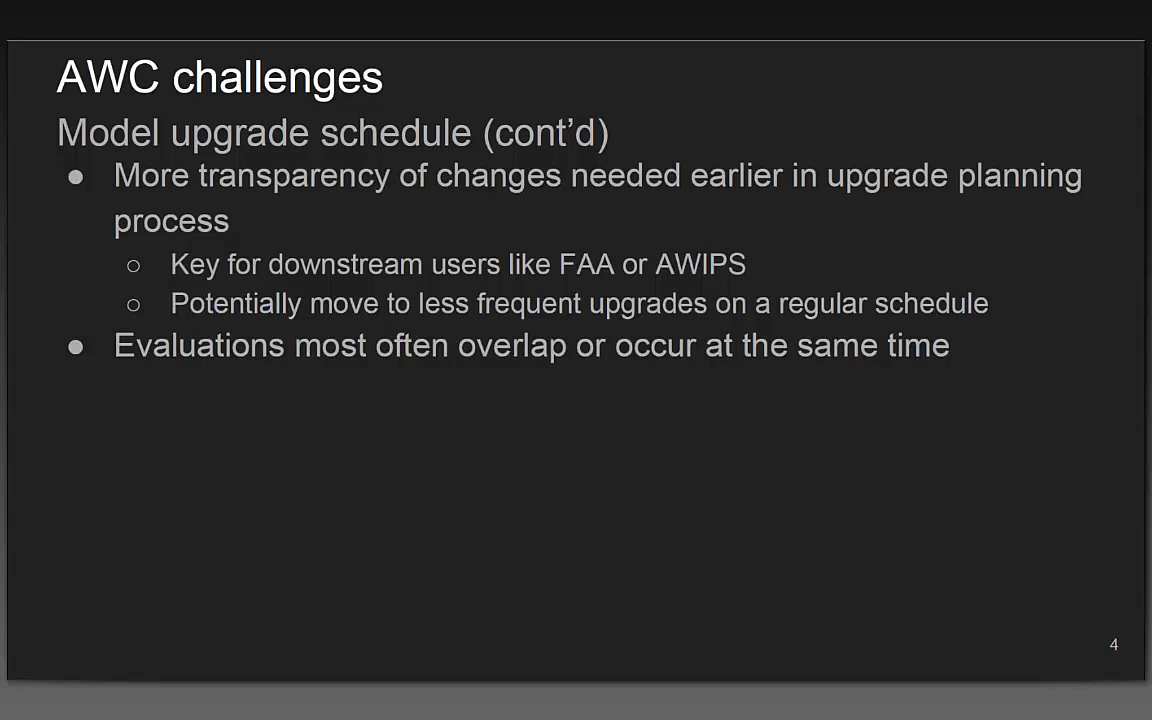 AWC challenges
Model upgrade schedule (cont’d)
● More transparency of changes needed earlier in upgrade planning
process
○ Key for downstream users like FAA or AWIPS
○ Potentially move to less frequent upgrades on a regular schedule
● Evaluations most often overlap or occur at the same time
4